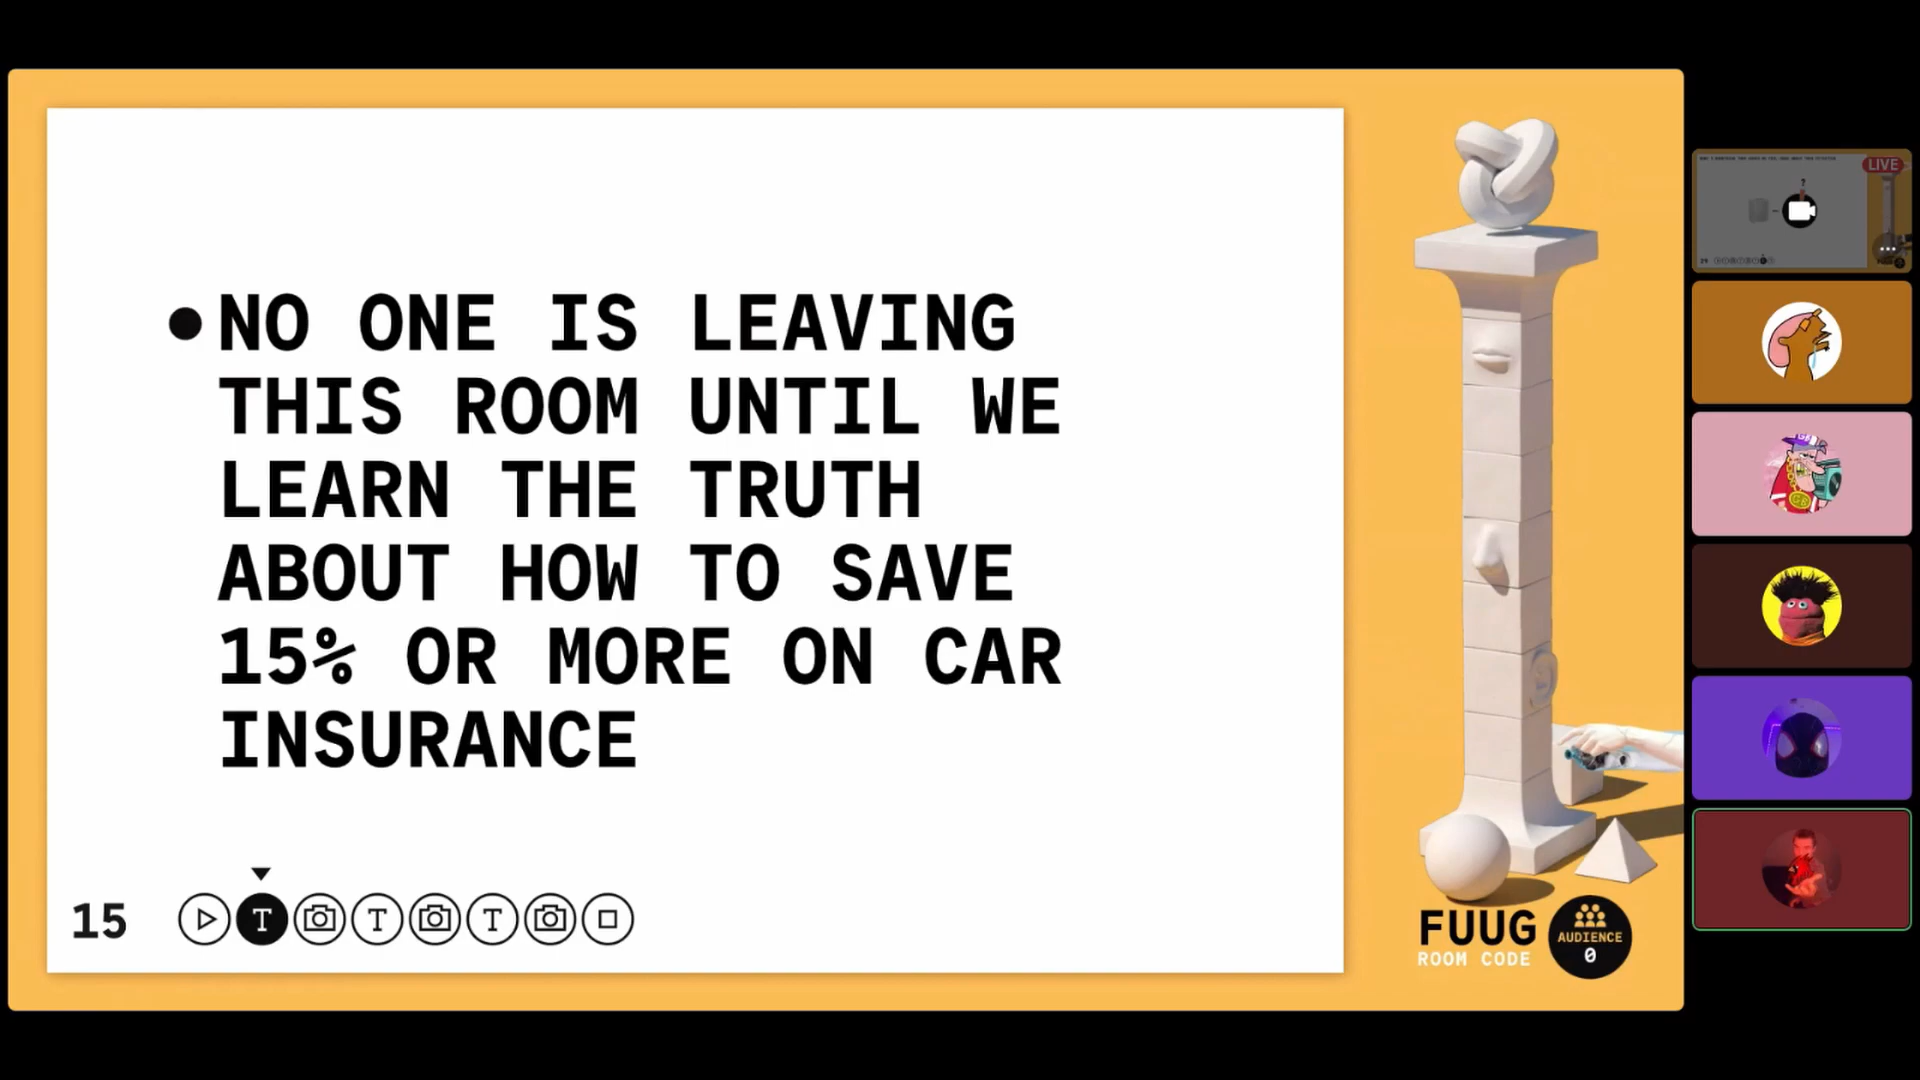 ●NO ONE IS LEAVING
THIS ROOM UNTIL WE
LEARN THE TRUTH
ABOUT HOW TO SAVE
15% OR MORE ON CAR
INSURANCE
15
T
T
T
FUUG
ROOM CODE
AUDIENCE
0
LIVE